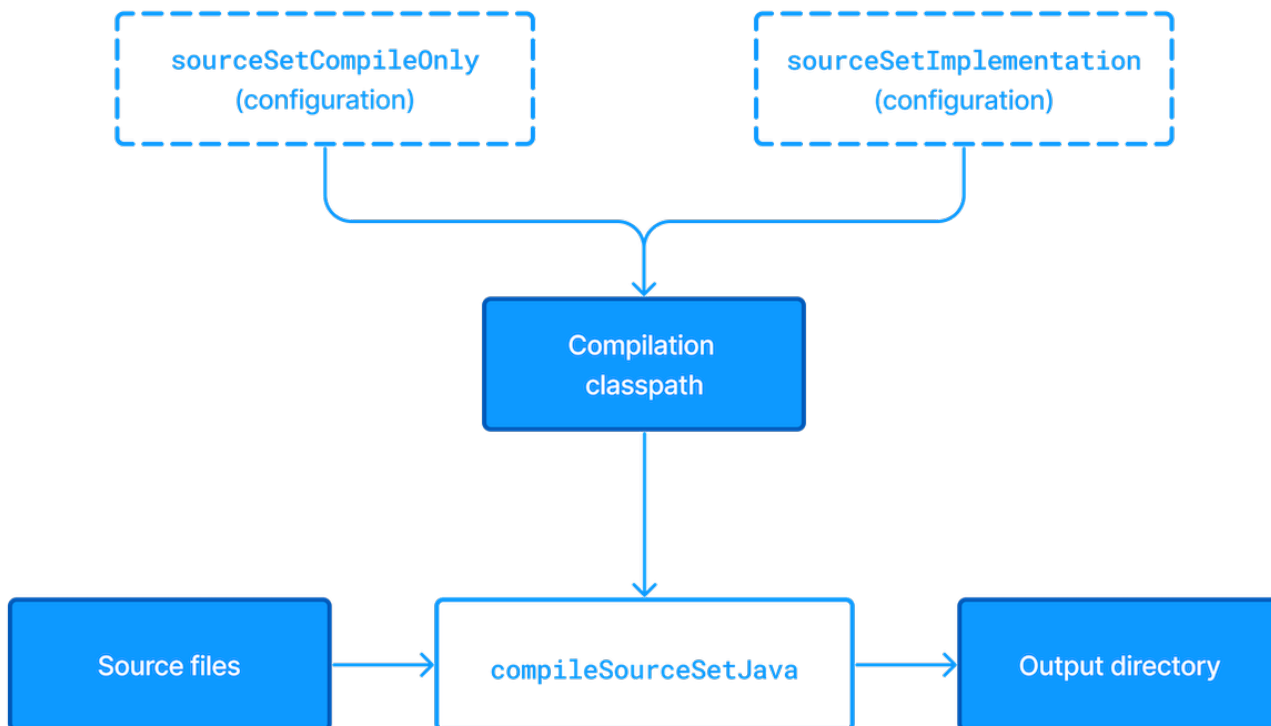 sourceSetCompileOnly
(configuration)
sourceSetImplementation
(configuration)
Compilation
classpath
Source files
compileSourceSetJava
Output directory